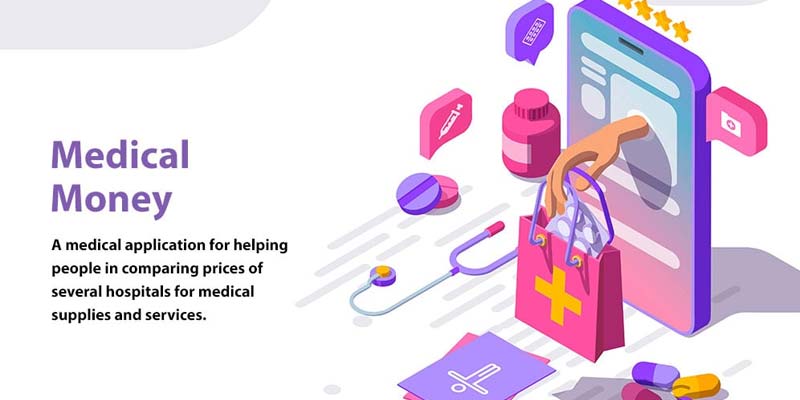 Medical
Money
A medical application for helping
people in comparing prices of
several hospitals for medical
supplies and services.